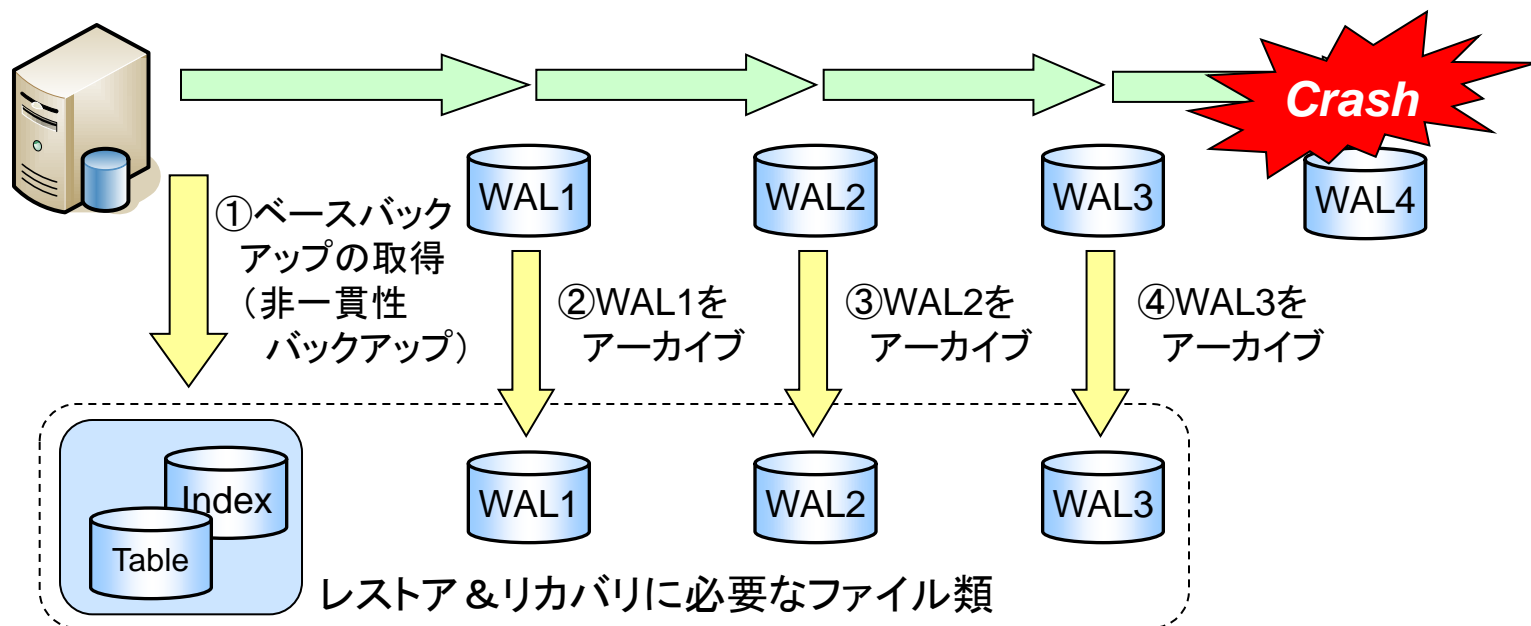 Crash
WAL1
WAL2
WAL3
WAL4
①ベースバック
アップの取得
（非一貫性
バックアップ）
②WAL1を
アーカイブ
③WAL2を
アーカイブ
④WAL3を
アーカイブ
Index
Table
WAL1
WAL2
WAL3
レストア＆リカバリに必要なファイル類